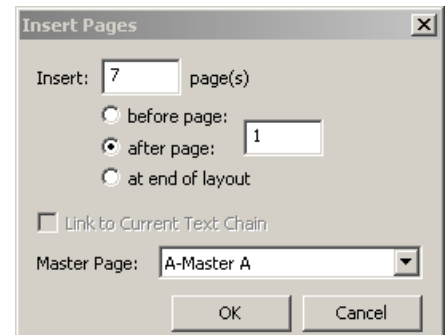 Insert Pages
Insert: 7 page(s)
before page:
after page: 1
at end of layout
Link to Current Text Chain
Master Page: A-Master A
OK Cancel